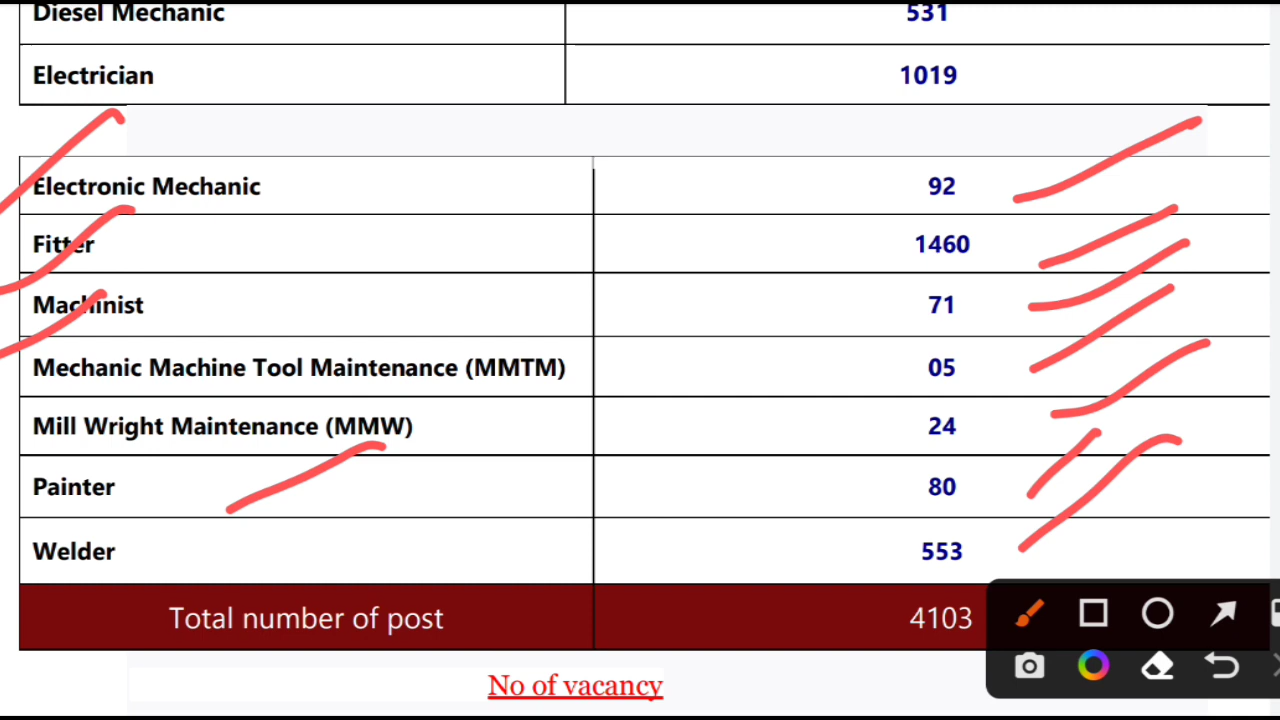 Diesel Mechanic 531
Electrician 1019
Electronic Mechanic 92
Fitter 1460
Machinist 71
Mechanic Machine Tool Maintenance (MMTM) 05
Mill Wright Maintenance (MMW) 24
Painter 80
Welder 553
Total number of post 4103
No of vacancy